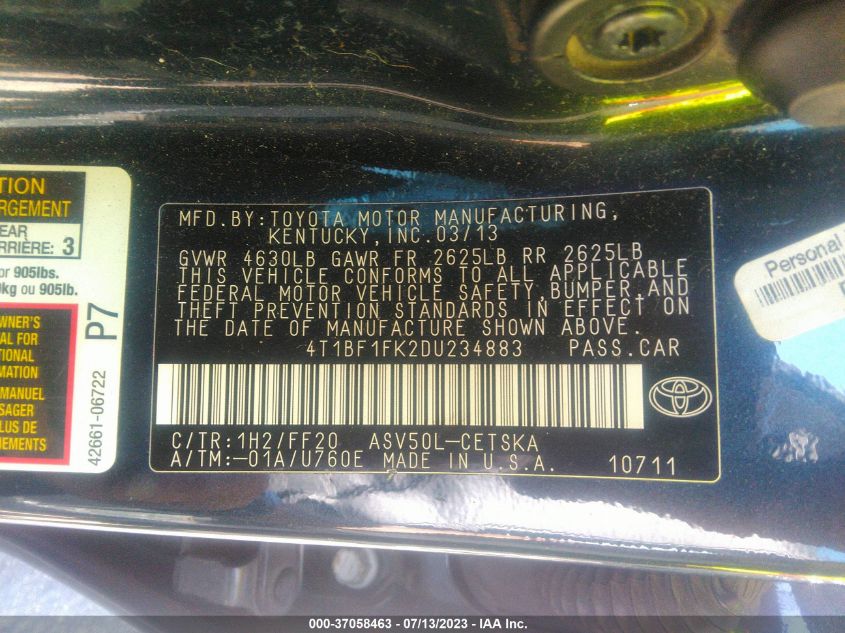 TION
RGEMENT
EAR
ARRIÈRE: 3
or 905lbs.
kg ou 905lb.
WNER'S
AL FOR
TIONAL
MATION
MANUEL
SAGER
EMENTS
42661-06722 P7
MFD.BY:TOYOTA MOTOR MANUFACTURING,
KENTUCKY,INC.03/13
GVWR 4630LB GAWR FR 2625LB RR 2625LB
THIS VEHICLE CONFORMS TO ALL APPLICABLE
FEDERAL MOTOR VEHICLE SAFETY,BUMPER,AND
THEFT PREVENTION STANDARDS IN EFFECT ON
THE DATE OF MANUFACTURE SHOWN ABOVE.
4T1BF1FK2DU234883 PASS.CAR
C/TR:1H2/FF20 ASV50L-CETSKA
A/TM:-01A/U760E MADE IN U.S.A. 10711
Personal
000-37058463 - 07/13/2023 - IAA Inc.